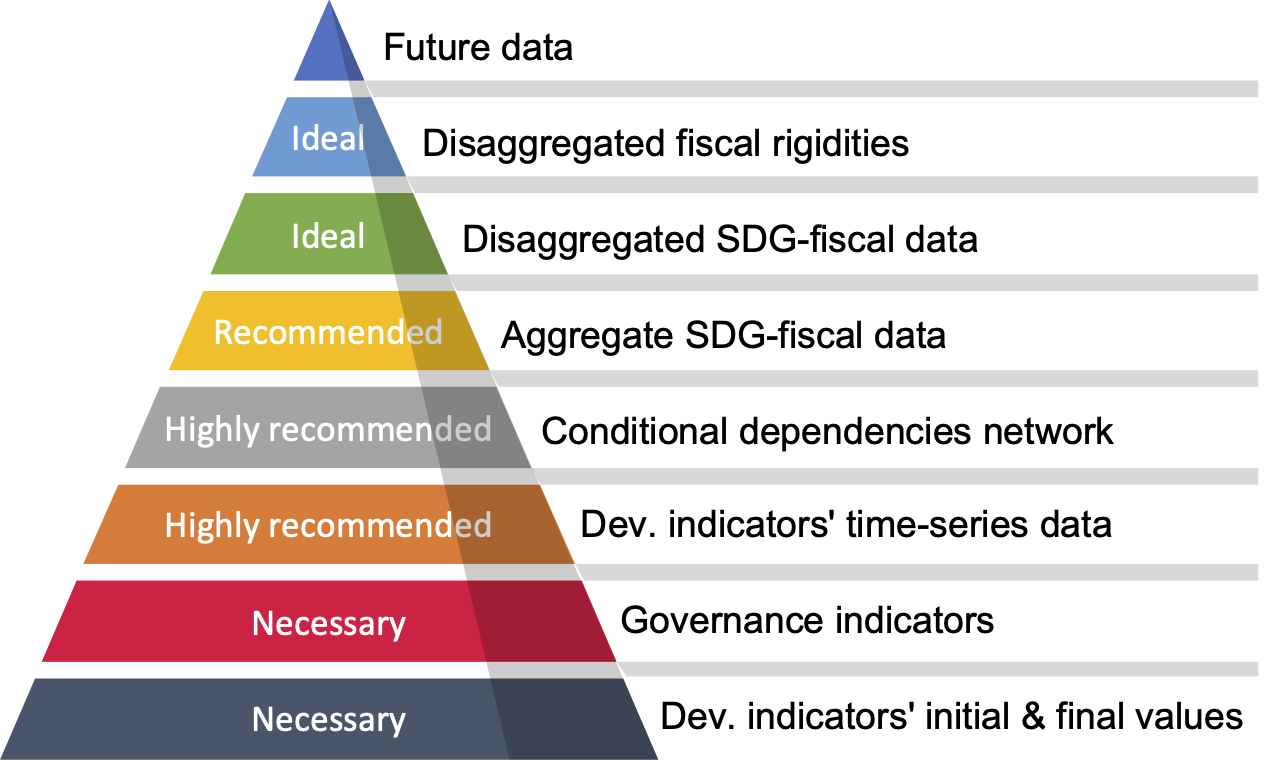 Future data
Ideal
Disaggregated fiscal rigidities
Ideal
Disaggregated SDG-fiscal data
Recommended
Aggregate SDG-fiscal data
Highly recommended
Conditional dependencies network
Highly recommended
Dev. indicators' time-series data
Necessary
Governance indicators
Necessary
Dev. indicators' initial & final values